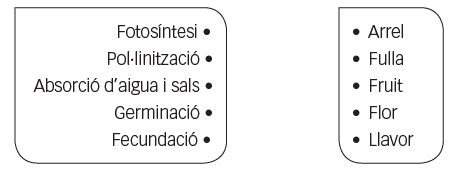 Fotosíntesi •
Pol·linització •
Absorció d'aigua i sals •
Germinació •
Fecundació •
• Arrel
• Fulla
• Fruit
• Flor
• Llavor